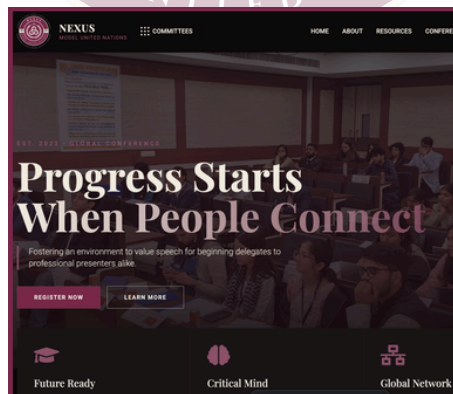 NEXUS
MODEL UNITED NATIONS
COMMITTEES
HOME
ABOUT
RESOURCES
CONFERE
EST. 2023 · GLOBAL CONFERENCE
Progress Starts
When People Connect
Fostering an environment to value speech for beginning delegates to
professional presenters alike.
REGISTER NOW
LEARN MORE
Future Ready
Critical Mind
Global Network